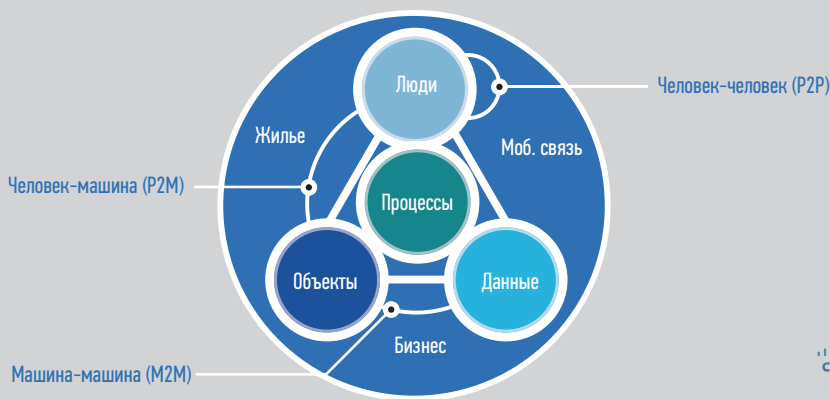 Люди
Человек-человек (P2P)
Жилье
Моб. связь
Человек-машина (P2M)
Процессы
Объекты
Данные
Бизнес
Машина-машина (M2M)